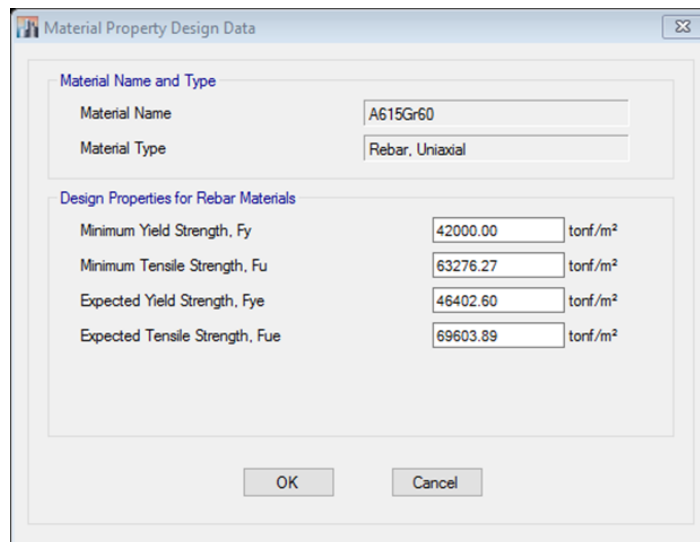 Material Property Design Data
Material Name and Type
Material Name A615Gr60
Material Type Rebar, Uniaxial
Design Properties for Rebar Materials
Minimum Yield Strength, Fy 42000.00 tonf/m²
Minimum Tensile Strength, Fu 63276.27 tonf/m²
Expected Yield Strength, Fye 46402.60 tonf/m²
Expected Tensile Strength, Fue 69603.89 tonf/m²
OK Cancel